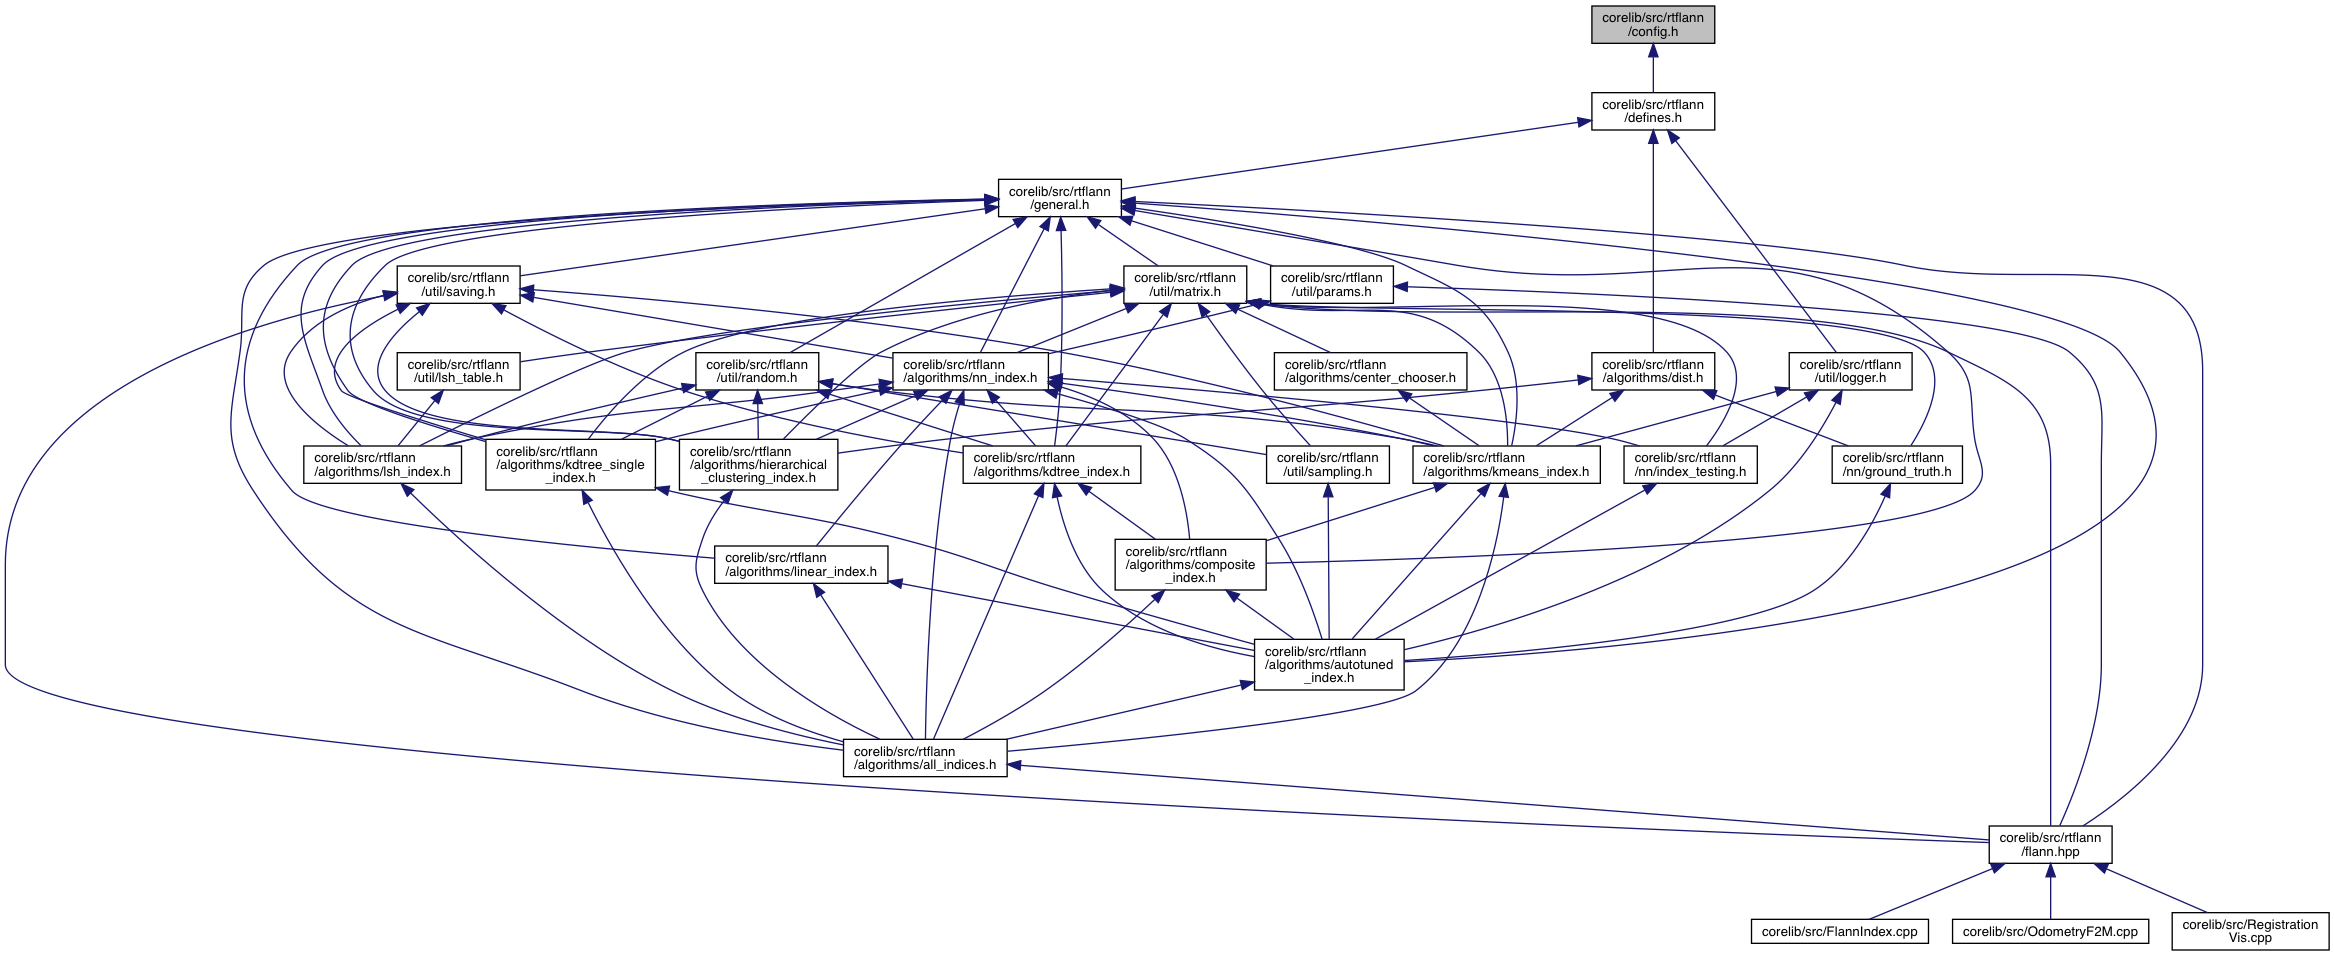 corelib/src/rtflann
/config.h
corelib/src/rtflann
/defines.h
corelib/src/rtflann
/general.h
corelib/src/rtflann
/util/saving.h
corelib/src/rtflann
/util/matrix.h
corelib/src/rtflann
/util/params.h
corelib/src/rtflann
/util/lsh_table.h
corelib/src/rtflann
/util/random.h
corelib/src/rtflann
/algorithms/nn_index.h
corelib/src/rtflann
/algorithms/center_chooser.h
corelib/src/rtflann
/algorithms/dist.h
corelib/src/rtflann
/util/logger.h
corelib/src/rtflann
/algorithms/lsh_index.h
corelib/src/rtflann
/algorithms/kdtree_single
_index.h
corelib/src/rtflann
/algorithms/hierarchical
_clustering_index.h
corelib/src/rtflann
/algorithms/kdtree_index.h
corelib/src/rtflann
/util/sampling.h
corelib/src/rtflann
/algorithms/kmeans_index.h
corelib/src/rtflann
/nn/index_testing.h
corelib/src/rtflann
/nn/ground_truth.h
corelib/src/rtflann
/algorithms/linear_index.h
corelib/src/rtflann
/algorithms/composite
_index.h
corelib/src/rtflann
/algorithms/autotuned
_index.h
corelib/src/rtflann
/algorithms/all_indices.h
corelib/src/rtflann
/flann.hpp
corelib/src/FlannIndex.cpp
corelib/src/OdometryF2M.cpp
corelib/src/Registration
Vis.cpp